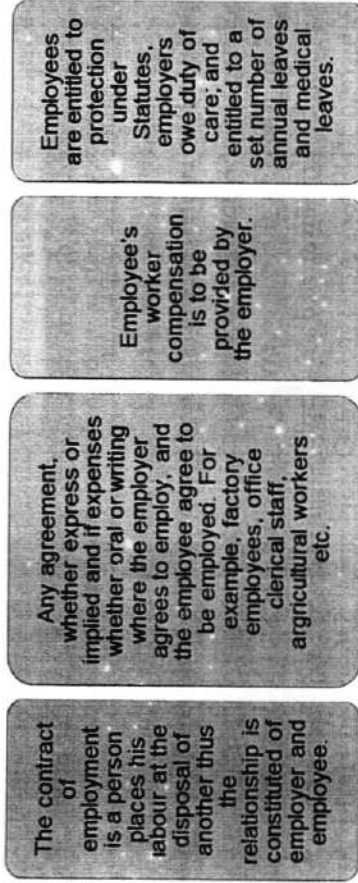 The contract
of
employment
is a person
places his
labour at the
disposal of
another thus
the
relationship is
constituted of
employer and
employee.
Any agreement,
whether express or
implied and if expenses
whether oral or writing
where the employer
agrees to employ, and
the employee agree to
be employed. For
example, factory
employees, office
clerical staff,
argricultural workers
etc.
Employee's
worker
compensation
is to be
provided by
the employer.
Employees
are entitled to
protection
under
Statutes,
employers
owe duty of
care; and
entitled to a
set number of
annual leaves
and medical
leaves.